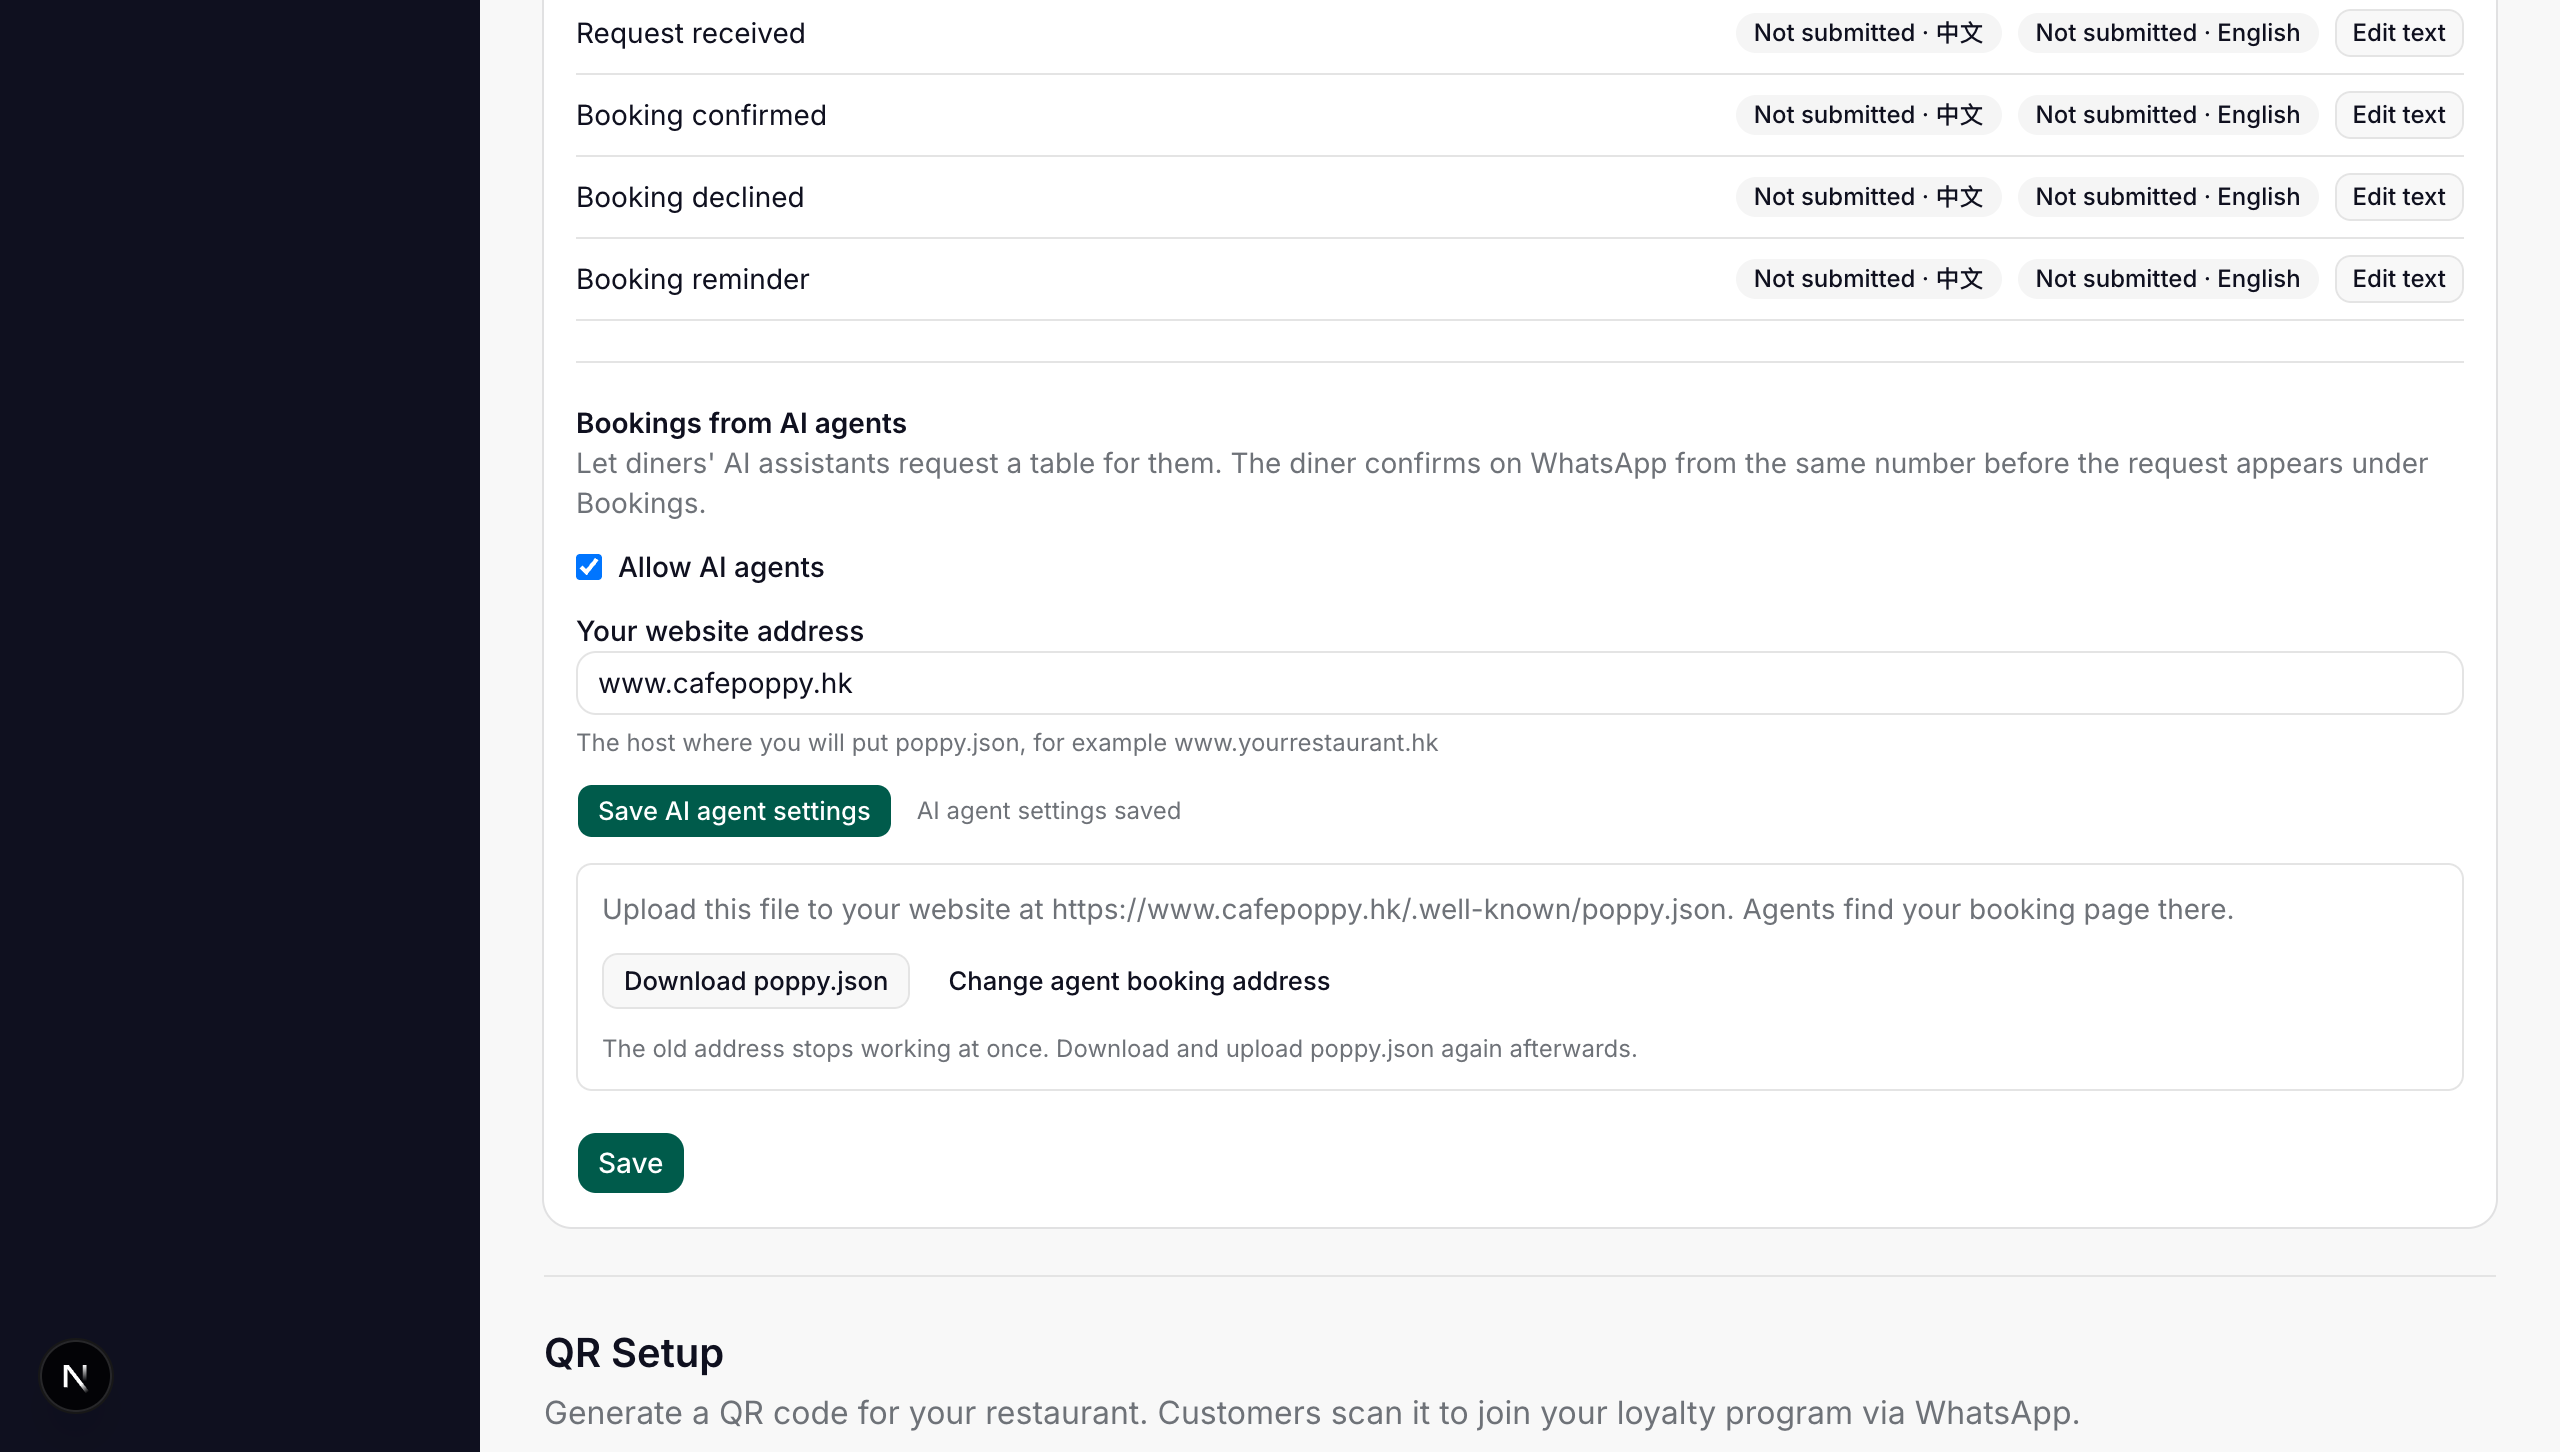 Request received Not submitted · 中文 Not submitted · English Edit text
Booking confirmed Not submitted · 中文 Not submitted · English Edit text
Booking declined Not submitted · 中文 Not submitted · English Edit text
Booking reminder Not submitted · 中文 Not submitted · English Edit text
Bookings from AI agents
Let diners' AI assistants request a table for them. The diner confirms on WhatsApp from the same number before the request appears under
Bookings.
Allow AI agents
Your website address
www.cafepoppy.hk
The host where you will put poppy.json, for example www.yourrestaurant.hk
Save AI agent settings AI agent settings saved
Upload this file to your website at https://www.cafepoppy.hk/.well-known/poppy.json. Agents find your booking page there.
Download poppy.json Change agent booking address
The old address stops working at once. Download and upload poppy.json again afterwards.
Save
QR Setup
Generate a QR code for your restaurant. Customers scan it to join your loyalty program via WhatsApp.
N